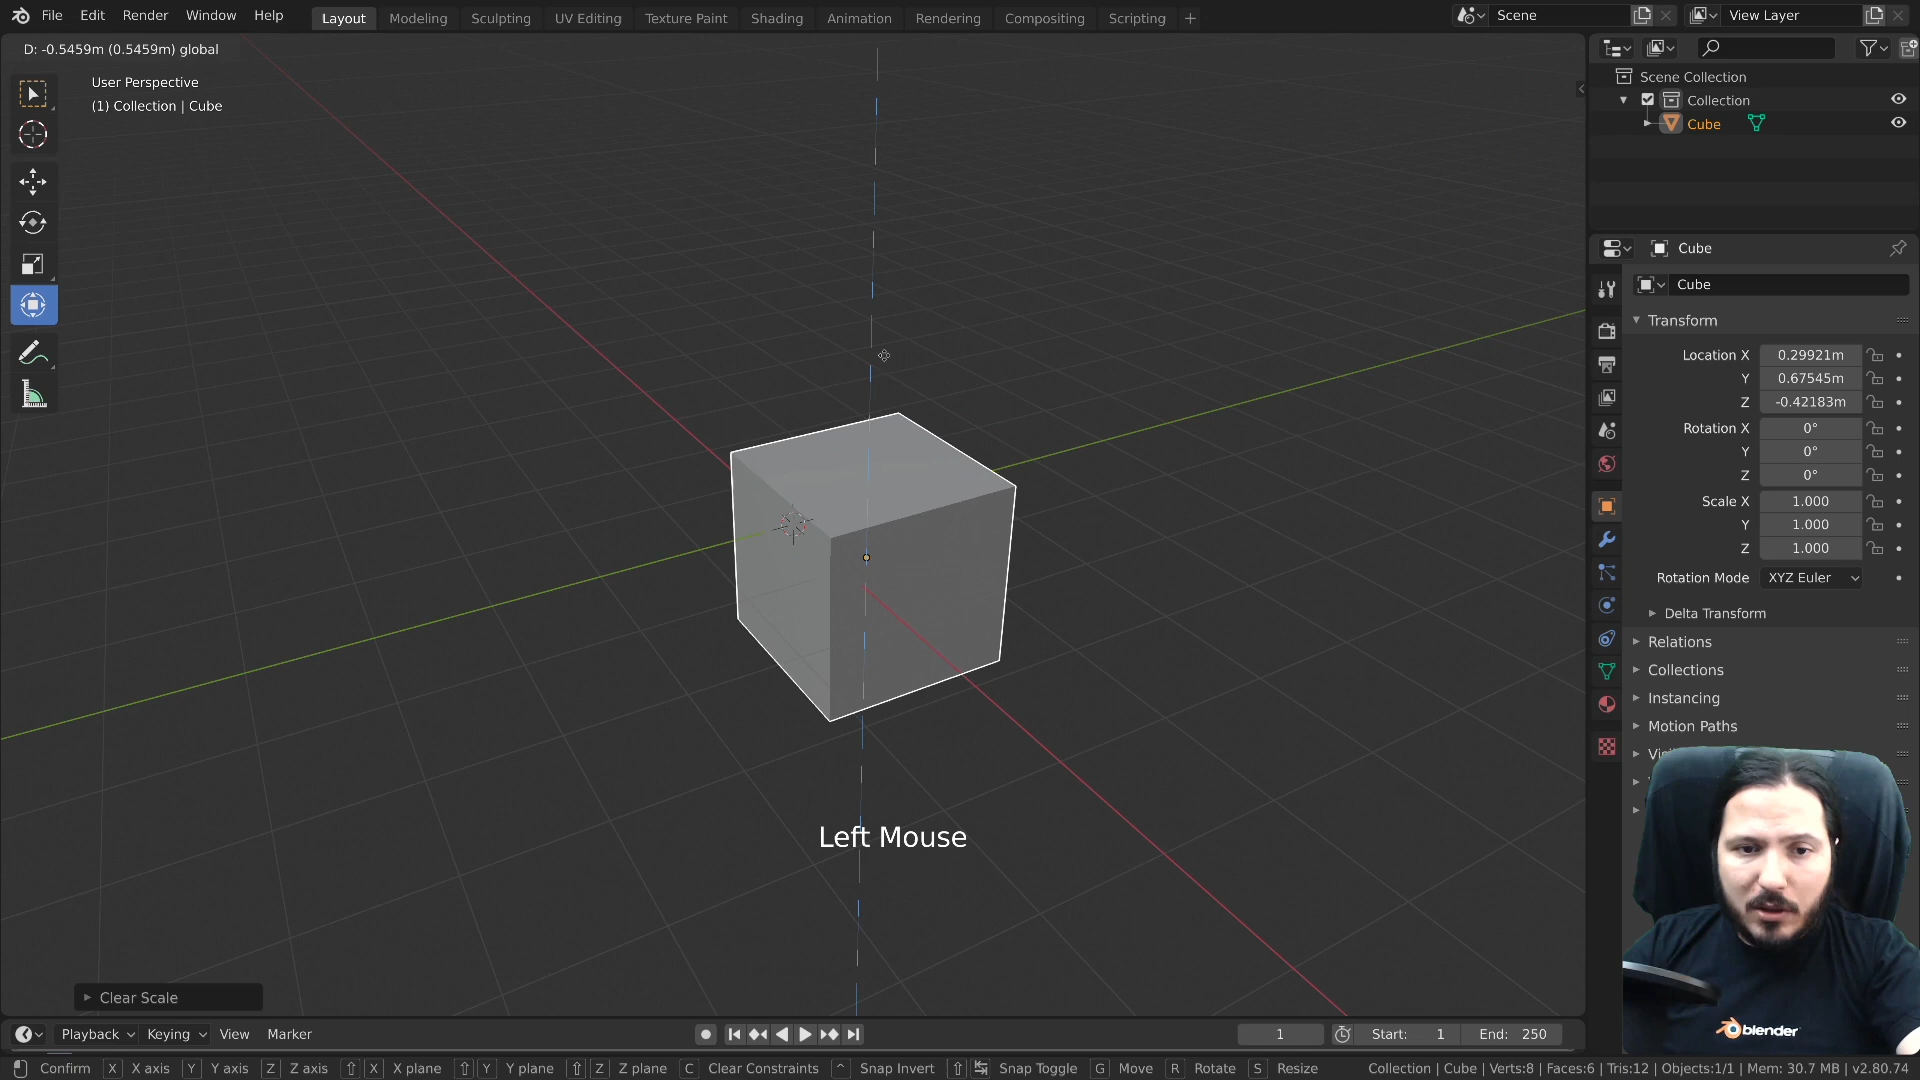 File Edit Render Window Help
Layout Modeling Sculpting UV Editing Texture Paint Shading Animation Rendering Compositing Scripting +
Scene
View Layer
D: -0.5459m (0.5459m) global
User Perspective
(1) Collection | Cube
Scene Collection
Collection
Cube
Cube
Cube
Transform
Location X 0.29921m
Y 0.67545m
Z -0.42183m
Rotation X 0°
Y 0°
Z 0°
Scale X 1.000
Y 1.000
Z 1.000
Rotation Mode XYZ Euler
Delta Transform
Relations
Collections
Instancing
Motion Paths
Left Mouse
Clear Scale
blender
Playback Keying View Marker
1 Start: 1 End: 250
Confirm X X axis Y Y axis Z Z axis X X plane Y Y plane Z Z plane C Clear Constraints ^ Snap Invert Snap Toggle G Move R Rotate S Resize Collection | Cube | Verts:8 | Faces:6 | Tris:12 | Objects:1/1 | Mem: 30.7 MB | v2.80.74